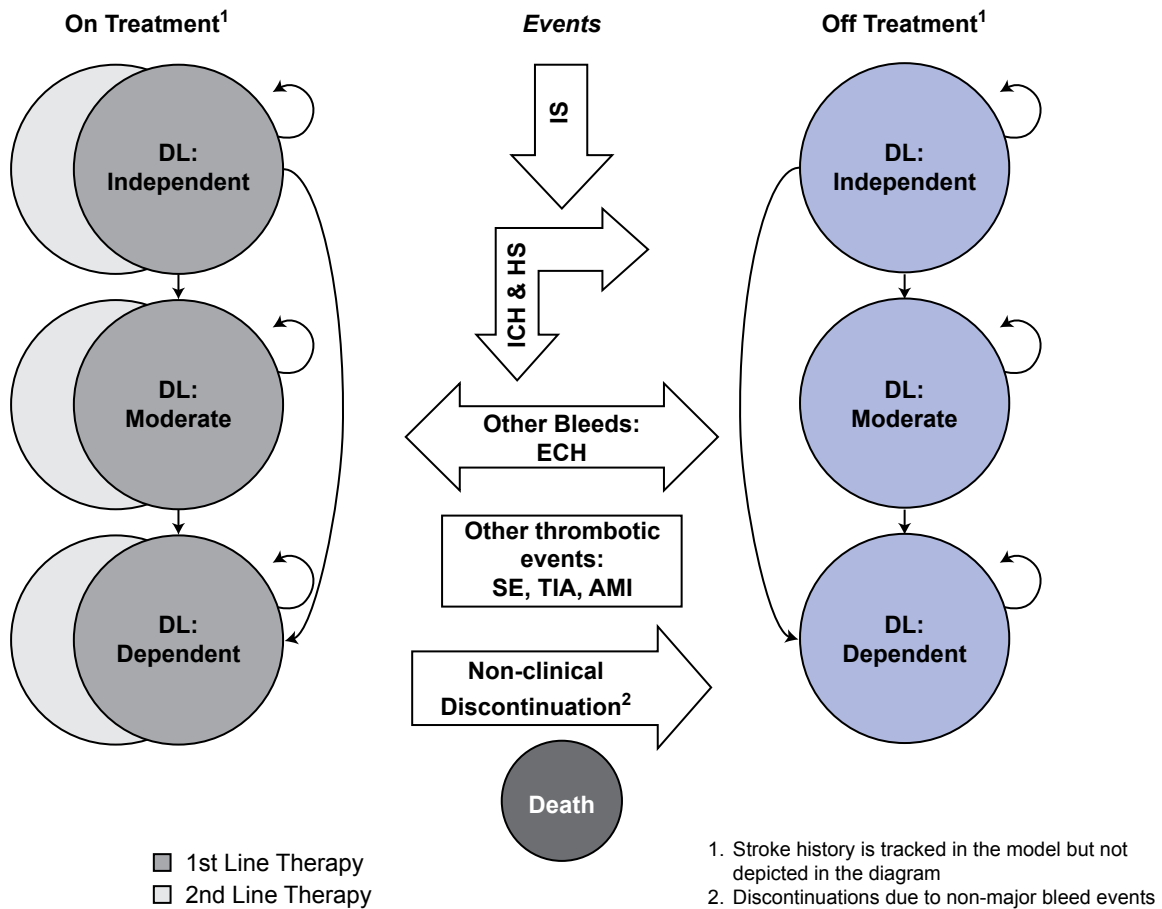 On Treatment1
Events
Off Treatment1
DL:
Independent
DL:
Moderate
DL:
Dependent
IS
ICH & HS
Other Bleeds:
ECH
Other thrombotic
events:
SE, TIA, AMI
Non-clinical
Discontinuation2
Death
DL:
Independent
DL:
Moderate
DL:
Dependent
1st Line Therapy
2nd Line Therapy
1. Stroke history is tracked in the model but not
depicted in the diagram
2. Discontinuations due to non-major bleed events